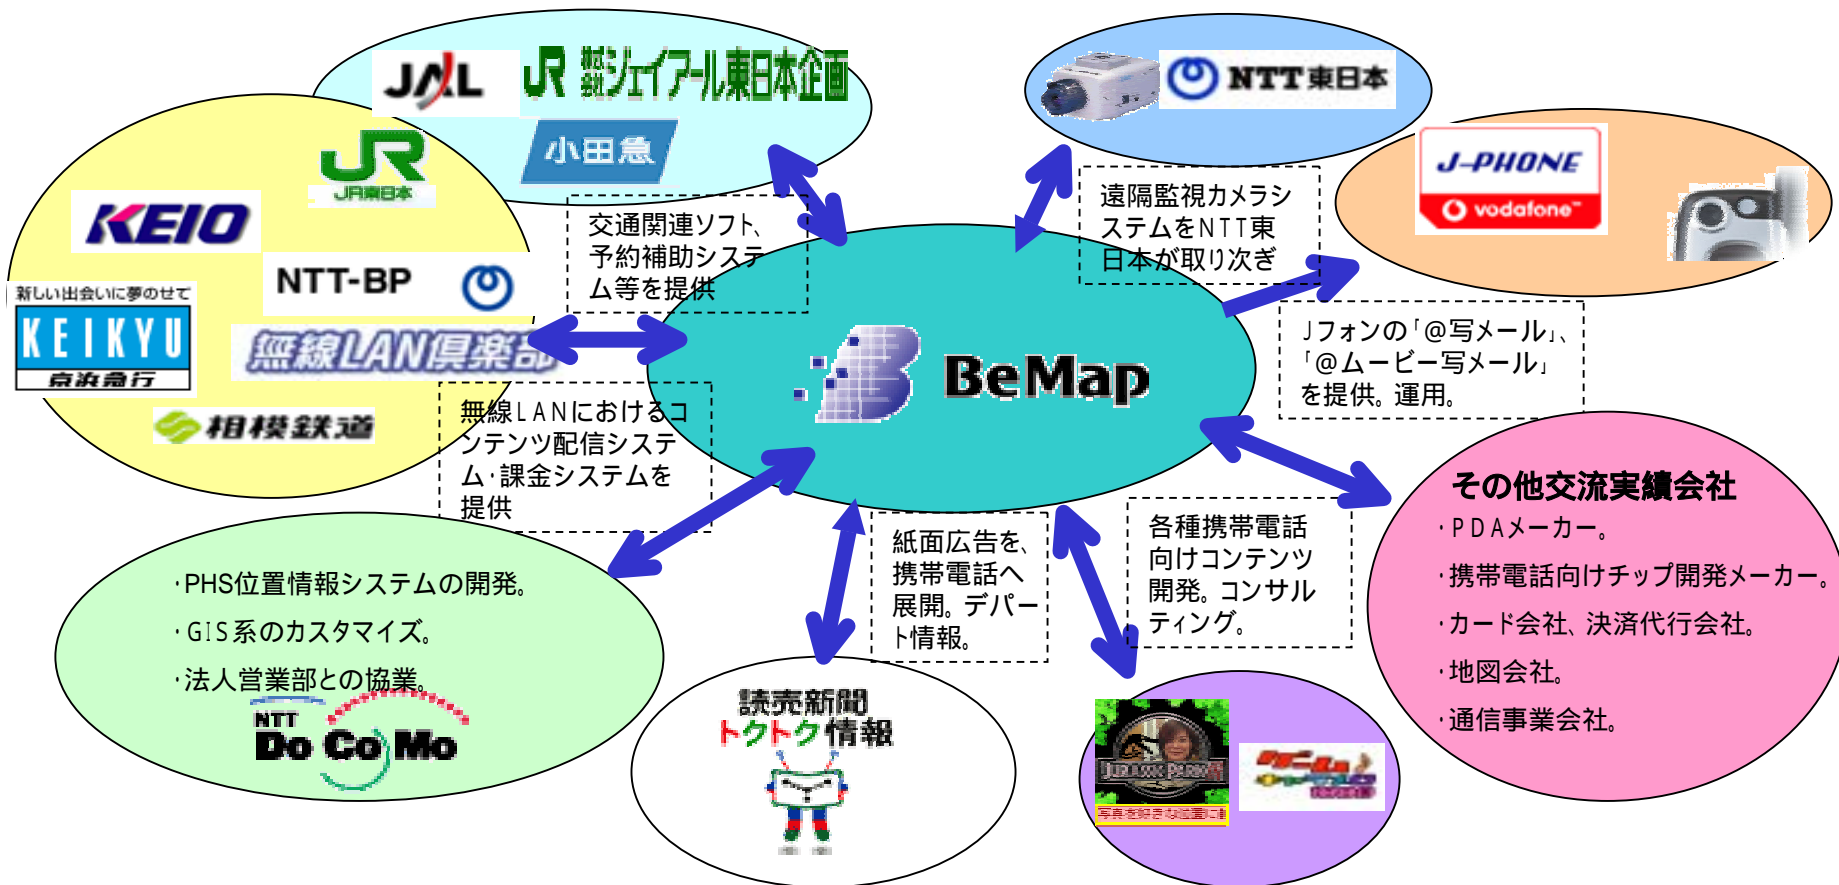 JAL
JR 株式会社ジェイアール東日本企画
小田急
NTT東日本
J-PHONE
vodafone™
JR
JR東日本
KEIO
NTT-BP
新しい出会いに夢のせて
KEIKYU
京浜急行
無線LAN倶楽部
相模鉄道
交通関連ソフト、
予約補助システ
ム等を提供
遠隔監視カメラシ
ステムをNTT東
日本が取り次ぎ
Jフォンの「@写メール」、
「@ムービー写メール」
を提供。運用。
BeMap
無線LANにおけるコ
ンテンツ配信システ
ム・課金システムを
提供
紙面広告を、
携帯電話へ
展開。デパー
ト情報。
各種携帯電話
向けコンテンツ
開発。コンサル
ティング。
その他交流実績会社
・PDAメーカー。
・携帯電話向けチップ開発メーカー。
・カード会社、決済代行会社。
・地図会社。
・通信事業会社。
・PHS位置情報システムの開発。
・GIS系のカスタマイズ。
・法人営業部との協業。
NTT
DoCoMo
読売新聞
トクトク情報
JURASSIC PARK
写真を好きな位置に